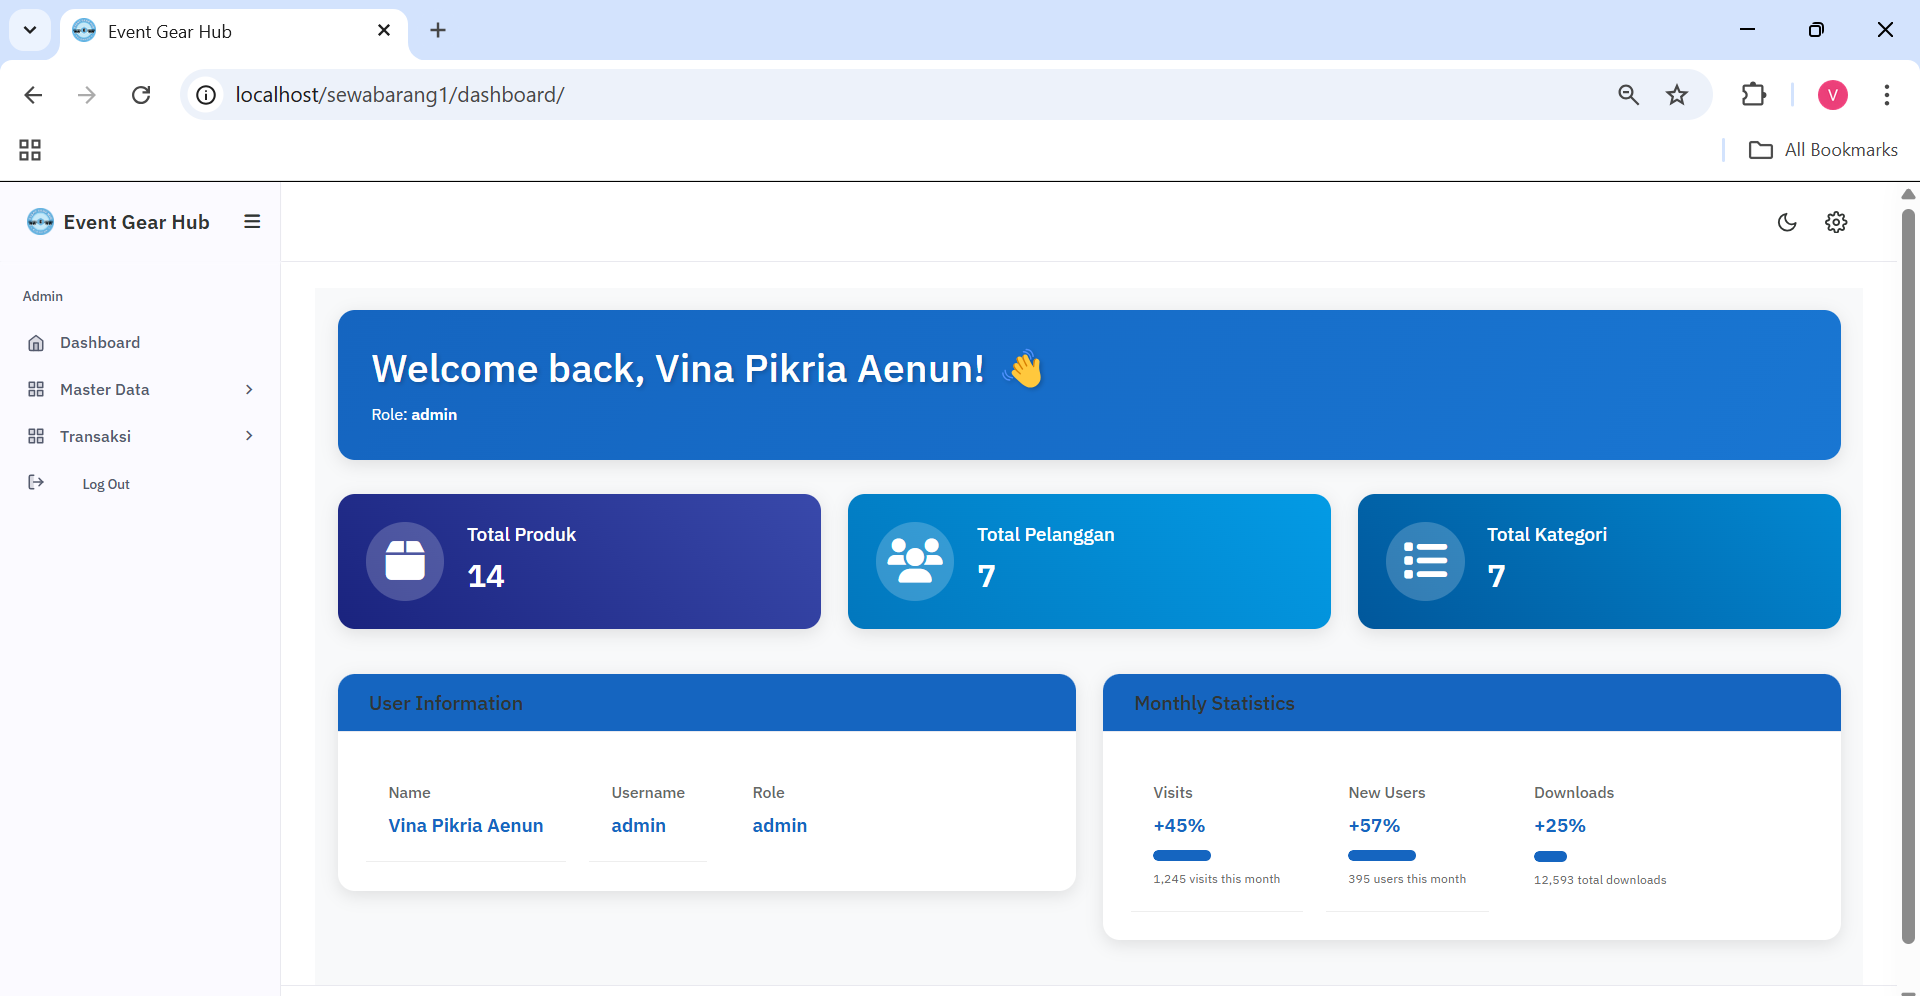 Event Gear Hub
localhost/sewabarang1/dashboard/
V
All Bookmarks
Event Gear Hub
Admin
Dashboard
Master Data
Transaksi
Log Out
Welcome back, Vina Pikria Aenun! 👋
Role: admin
Total Produk
14
Total Pelanggan
7
Total Kategori
7
User Information
Name
Username
Role
Vina Pikria Aenun
admin
admin
Monthly Statistics
Visits
New Users
Downloads
+45%
+57%
+25%
1,245 visits this month
395 users this month
12,593 total downloads